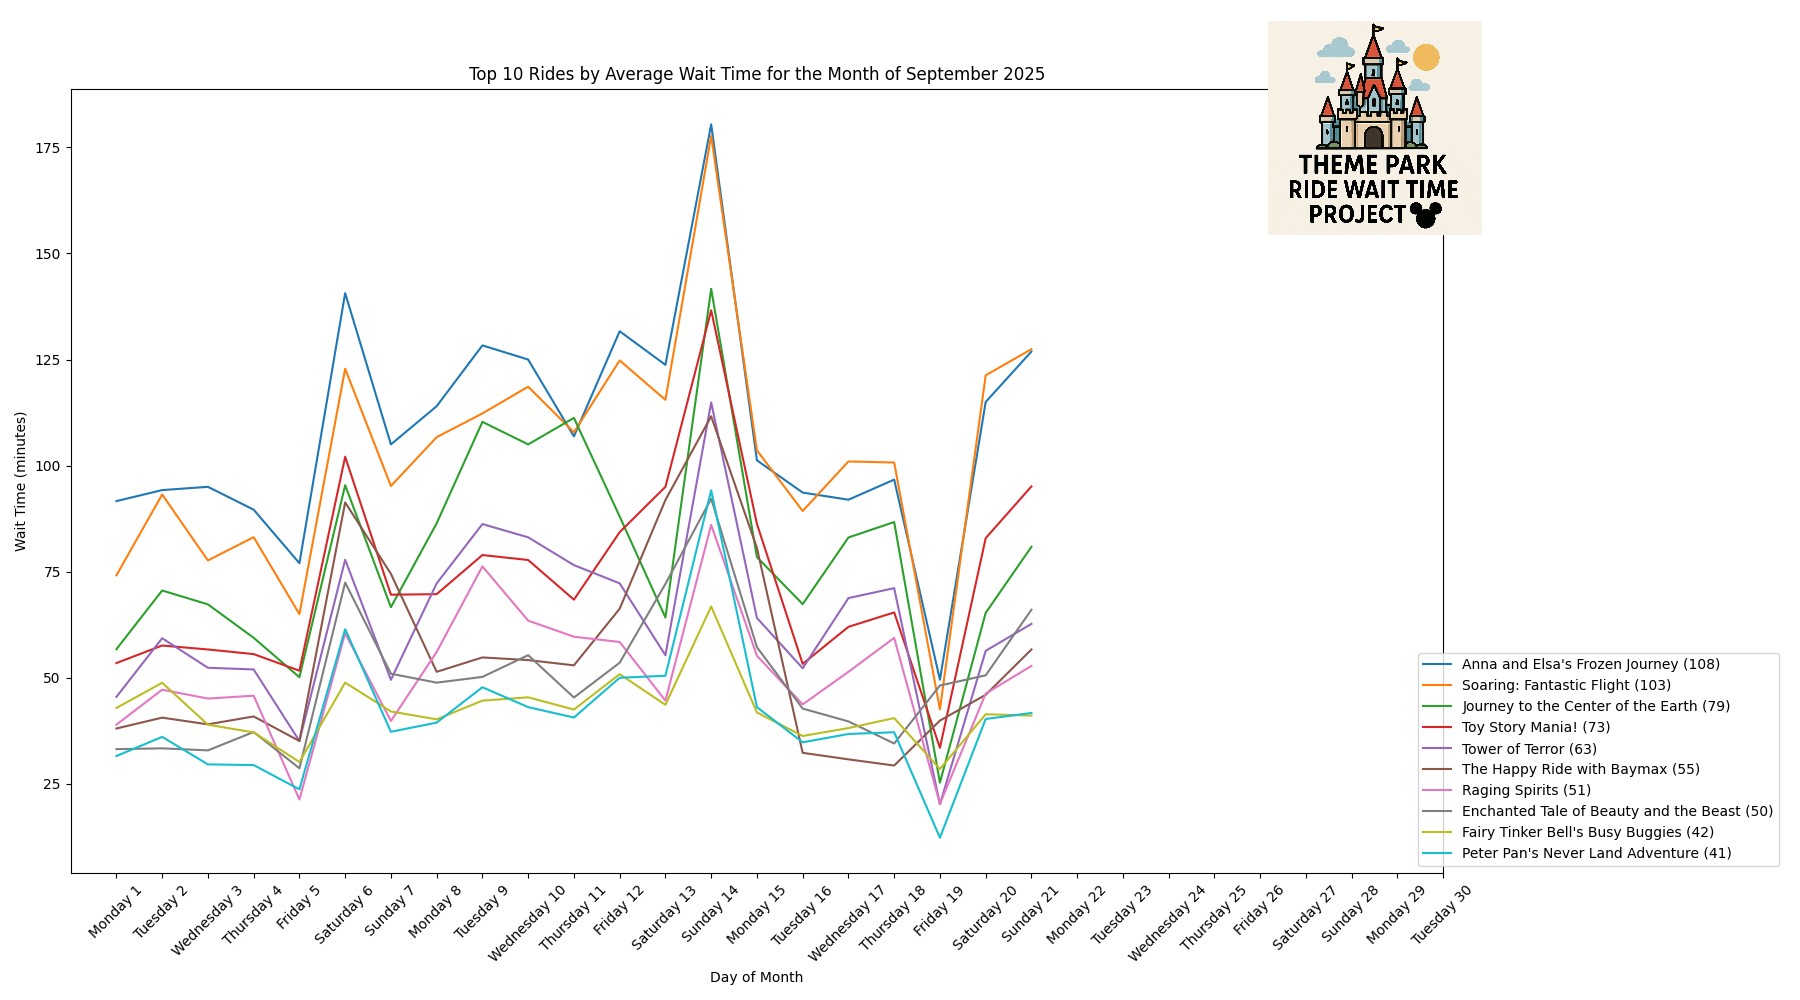 THEME PARK
RIDE WAIT TIME
PROJECT
Top 10 Rides by Average Wait Time for the Month of September 2025
Wait Time (minutes)
175
150
125
100
75
50
25
Anna and Elsa's Frozen Journey (108)
Soaring: Fantastic Flight (103)
Journey to the Center of the Earth (79)
Toy Story Mania! (73)
Tower of Terror (63)
The Happy Ride with Baymax (55)
Raging Spirits (51)
Enchanted Tale of Beauty and the Beast (50)
Fairy Tinker Bell's Busy Buggies (42)
Peter Pan's Never Land Adventure (41)
Monday 1
Tuesday 2
Wednesday 3
Thursday 4
Friday 5
Saturday 6
Sunday 7
Monday 8
Tuesday 9
Wednesday 10
Thursday 11
Friday 12
Saturday 13
Sunday 14
Monday 15
Tuesday 16
Wednesday 17
Thursday 18
Friday 19
Saturday 20
Sunday 21
Monday 22
Tuesday 23
Wednesday 24
Thursday 25
Friday 26
Saturday 27
Sunday 28
Monday 29
Tuesday 30
Day of Month